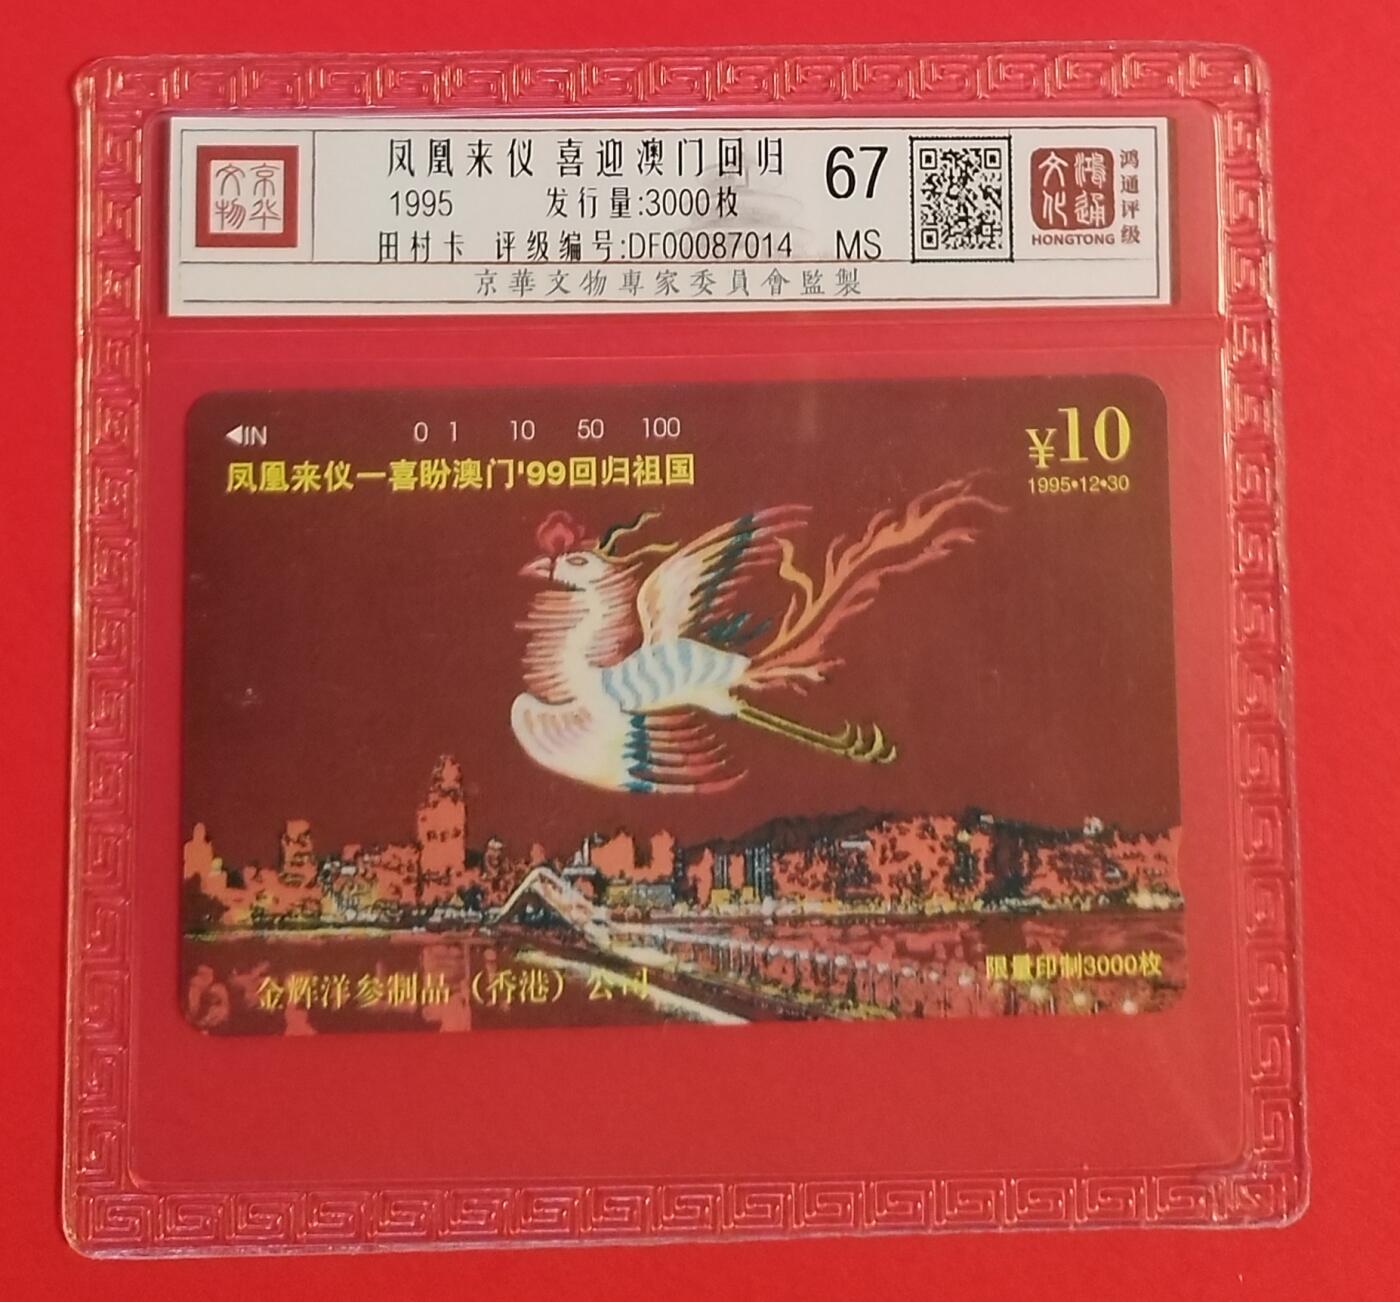 京华文物
凤凰来仪 喜迎澳门回归
1995 发行量:3000枚
田村卡 评级编号:DF00087014
67
MS
鸿通文化
HONGTONG
鸿通评级
京華文物專家委員會監製
◀IN 0 1 10 50 100
¥10
凤凰来仪一喜盼澳门'99回归祖国
1995•12•30
限量印制3000枚
金辉洋参制品（香港）公司